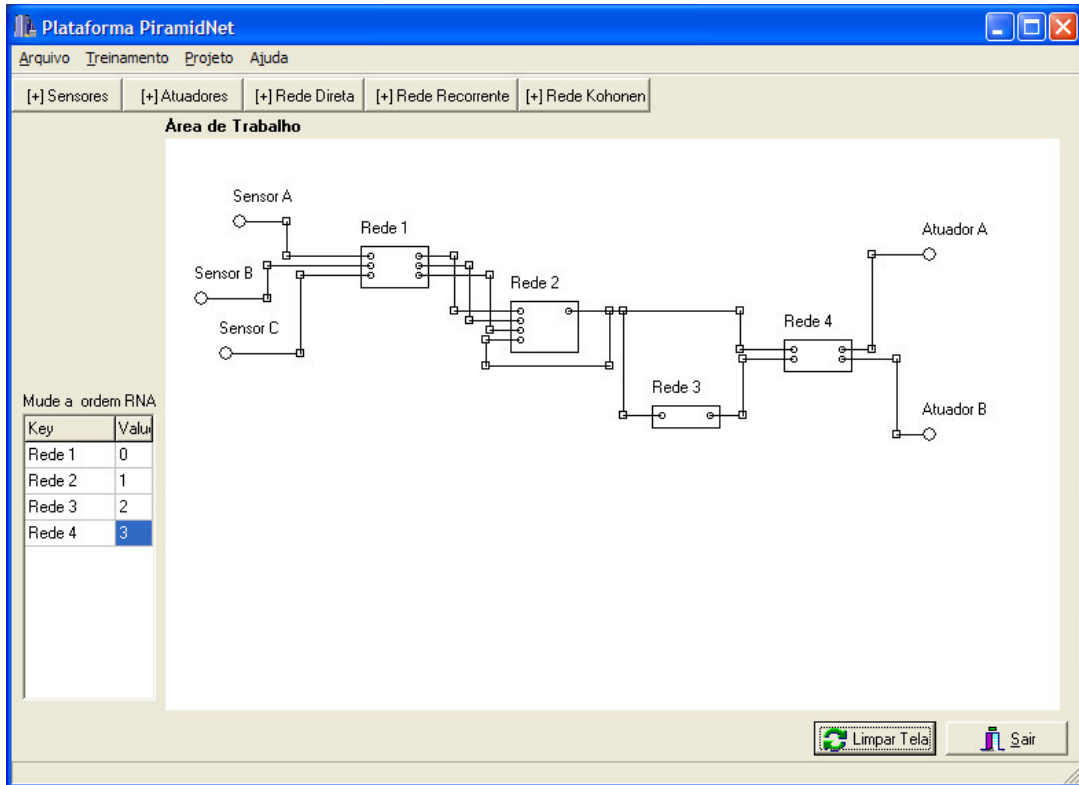 Plataforma PiramidNet
Arquivo Treinamento Projeto Ajuda
[+] Sensores [+] Atuadores [+] Rede Direta [+] Rede Recorrente [+] Rede Kohonen
Área de Trabalho
Sensor A
Rede 1
Atuador A
Sensor B
Rede 2
Sensor C
Rede 4
Rede 3
Atuador B
Mude a ordem RNA
Key Valu
Rede 1 0
Rede 2 1
Rede 3 2
Rede 4 3
Limpar Tela Sair